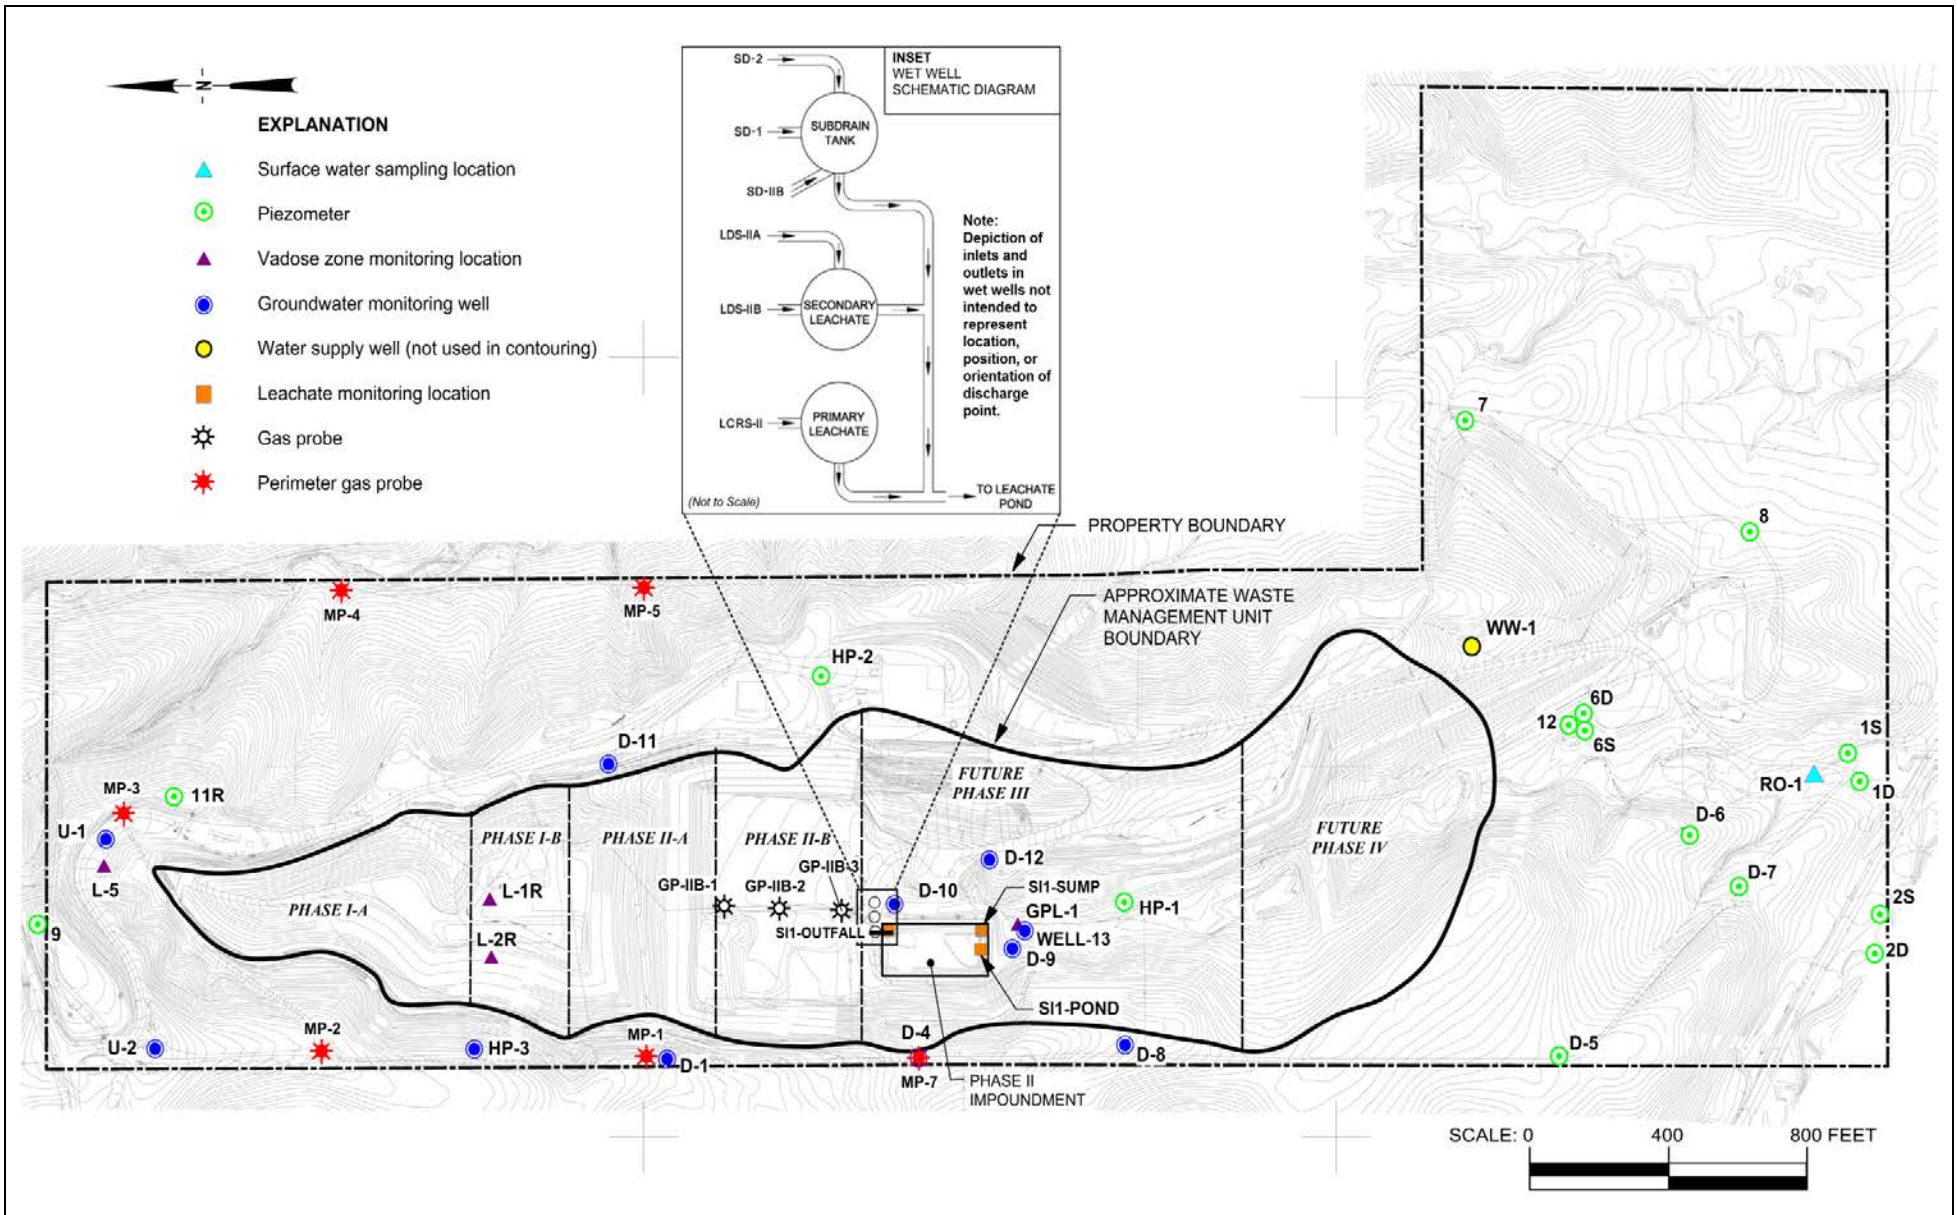 N
EXPLANATION
Surface water sampling location
Piezometer
Vadose zone monitoring location
Groundwater monitoring well
Water supply well (not used in contouring)
Leachate monitoring location
Gas probe
Perimeter gas probe
INSET
WET WELL
SCHEMATIC DIAGRAM
SD-2
SUBDRAIN
TANK
SD-1
SD-IIB
LDS-IIA
SECONDARY
LEACHATE
LDS-IIB
PRIMARY
LEACHATE
LCRS-II
Note:
Depiction of
inlets and
outlets in
wet wells not
intended to
represent
location,
position, or
orientation of
discharge
point.
(Not to Scale)
TO LEACHATE
POND
PROPERTY BOUNDARY
APPROXIMATE WASTE
MANAGEMENT UNIT
BOUNDARY
7
8
WW-1
MP-4
MP-5
HP-2
6D
12
6S
1S
RO-1
1D
D-11
MP-3
11R
U-1
L-5
9
PHASE I-A
PHASE I-B
PHASE II-A
PHASE II-B
FUTURE
PHASE III
FUTURE
PHASE IV
L-1R
L-2R
GP-IIB-1
GP-IIB-2
GP-IIB-3
SI1-OUTFALL
D-10
D-12
SI1-SUMP
GPL-1
WELL-13
D-9
HP-1
SI1-POND
D-6
D-7
2S
2D
U-2
MP-2
HP-3
MP-1
D-1
D-4
MP-7
D-8
D-5
PHASE II
IMPOUNDMENT
SCALE: 0 400 800 FEET